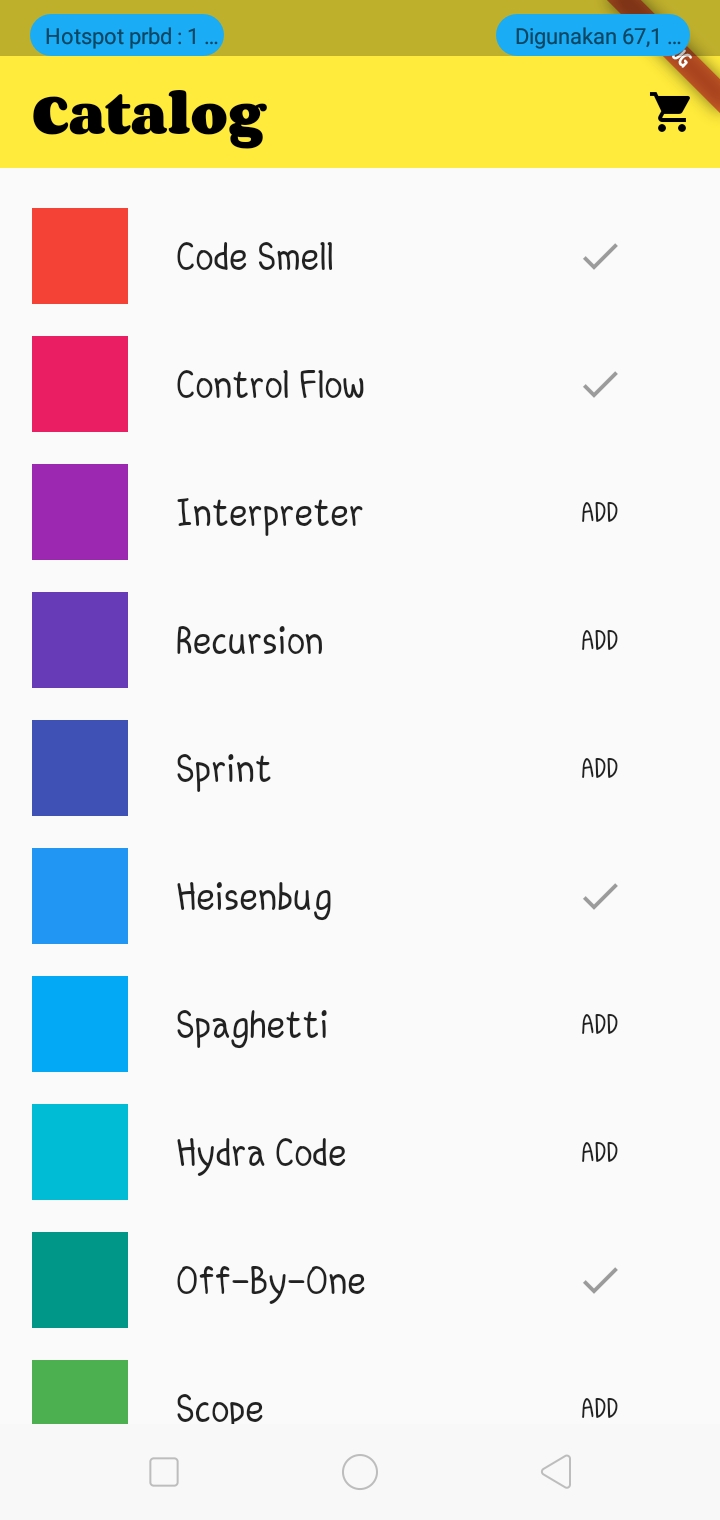 Hotspot prbd : 1 ...
Digunakan 67,1 ...
Catalog
Code Smell
Control Flow
Interpreter
ADD
Recursion
ADD
Sprint
ADD
Heisenbug
Spaghetti
ADD
Hydra Code
ADD
Off-By-One
Scope
ADD